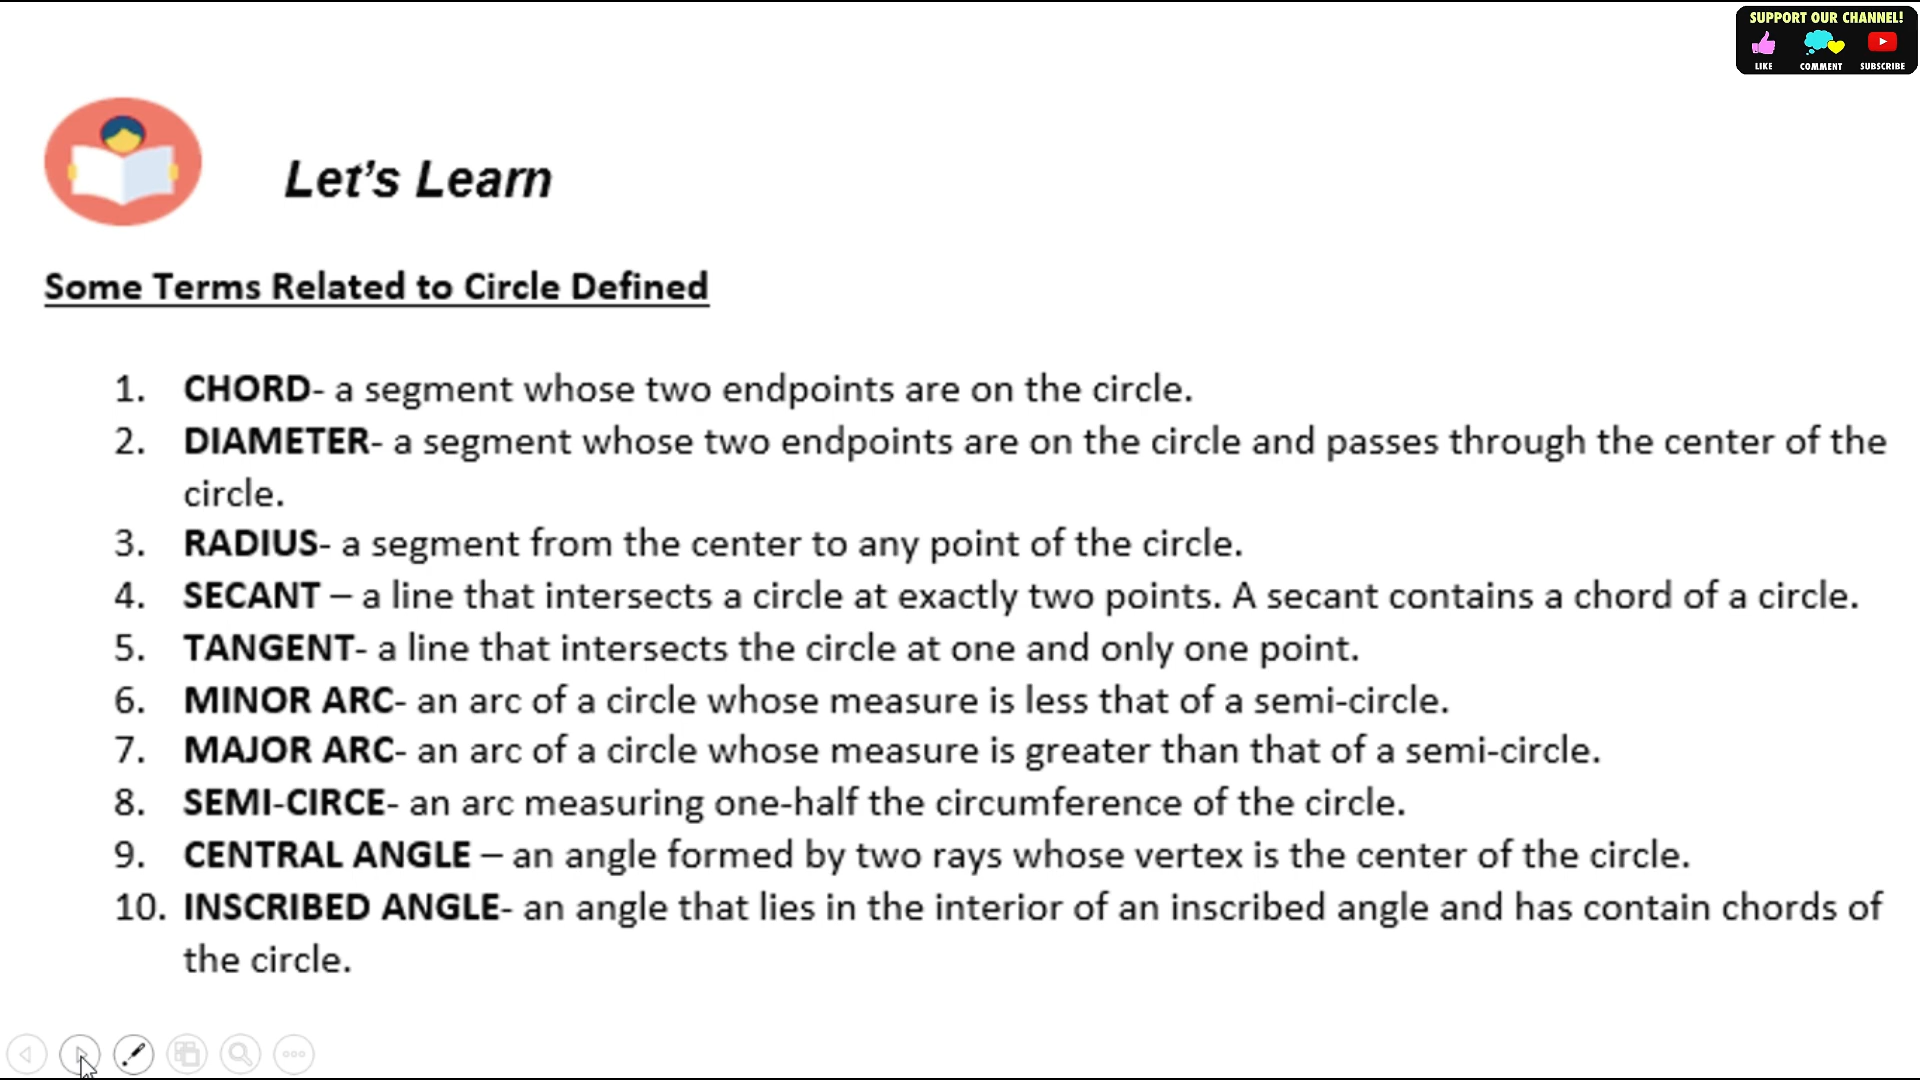 SUPPORT OUR CHANNEL!
LIKE COMMENT SUBSCRIBE
Let's Learn
Some Terms Related to Circle Defined
1. CHORD- a segment whose two endpoints are on the circle.
2. DIAMETER- a segment whose two endpoints are on the circle and passes through the center of the
circle.
3. RADIUS- a segment from the center to any point of the circle.
4. SECANT – a line that intersects a circle at exactly two points. A secant contains a chord of a circle.
5. TANGENT- a line that intersects the circle at one and only one point.
6. MINOR ARC- an arc of a circle whose measure is less that of a semi-circle.
7. MAJOR ARC- an arc of a circle whose measure is greater than that of a semi-circle.
8. SEMI-CIRCE- an arc measuring one-half the circumference of the circle.
9. CENTRAL ANGLE – an angle formed by two rays whose vertex is the center of the circle.
10. INSCRIBED ANGLE- an angle that lies in the interior of an inscribed angle and has contain chords of
the circle.